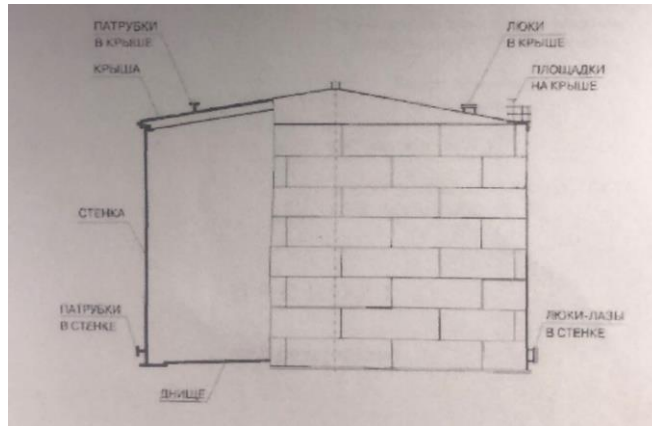 ПАТРУБКИ
В КРЫШЕ
КРЫША
ЛЮКИ
В КРЫШЕ
ПЛОЩАДКИ
НА КРЫШЕ
СТЕНКА
ПАТРУБКИ
В СТЕНКЕ
ЛЮКИ-ЛАЗЫ
В СТЕНКЕ
ДНИЩЕ